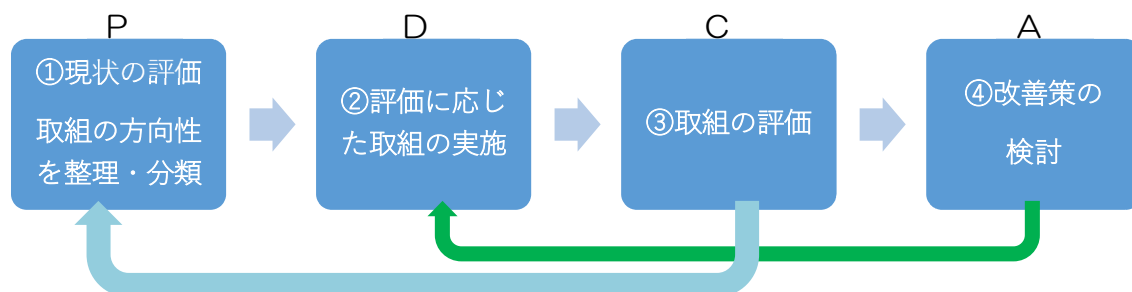 P
①現状の評価
取組の方向性
を整理・分類
D
②評価に応じ
た取組の実施
C
③取組の評価
A
④改善策の
検討